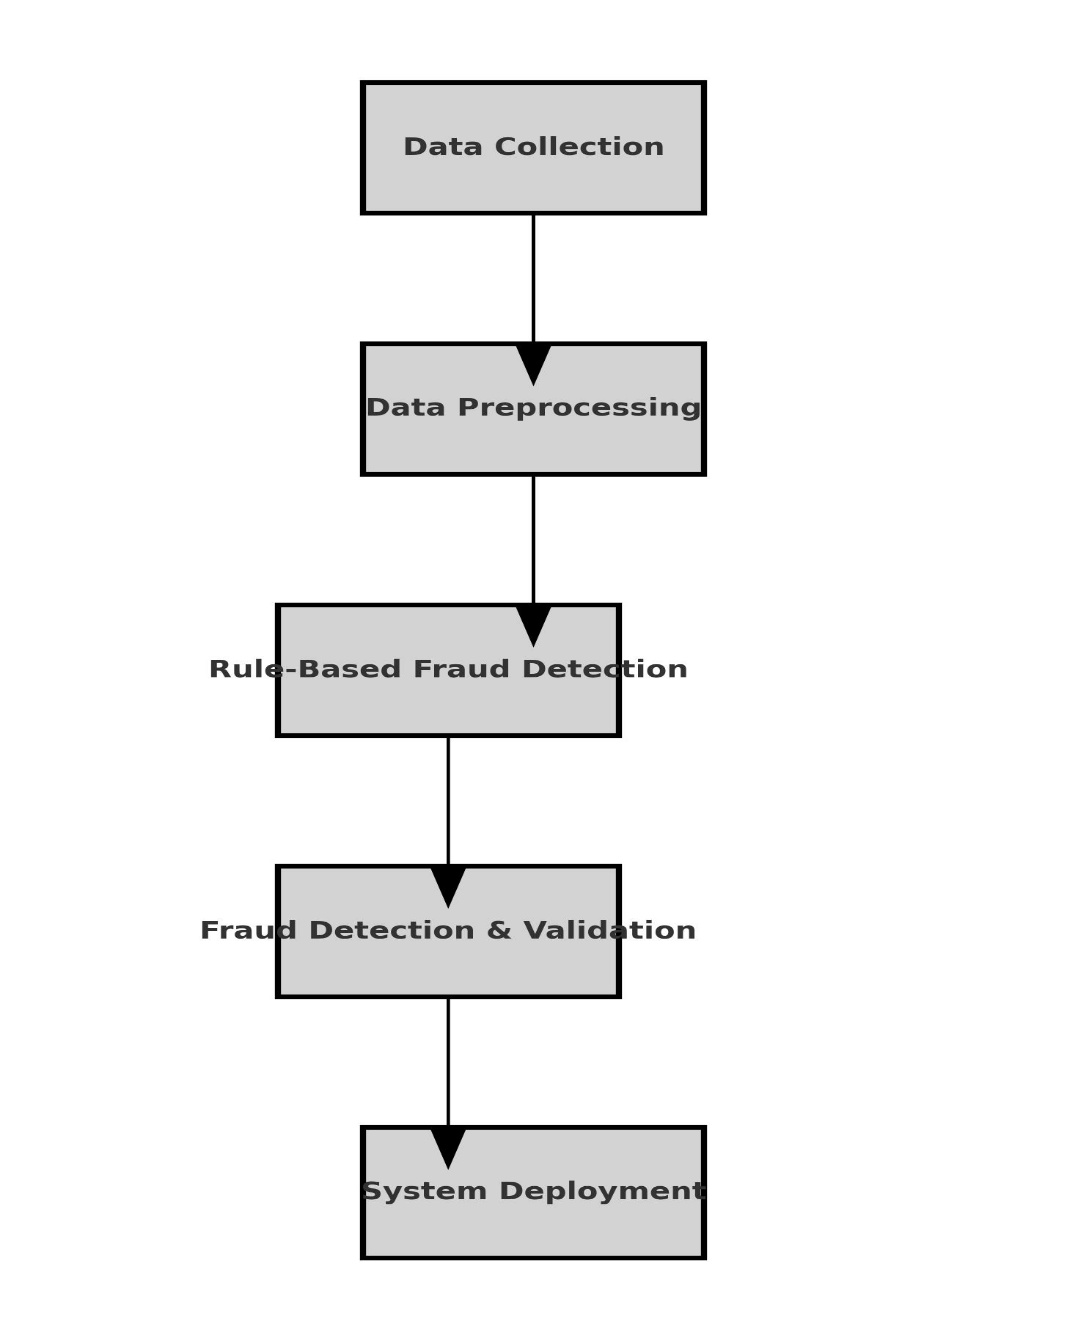 Data Collection
Data Preprocessing
Rule-Based Fraud Detection
Fraud Detection & Validation
System Deployment